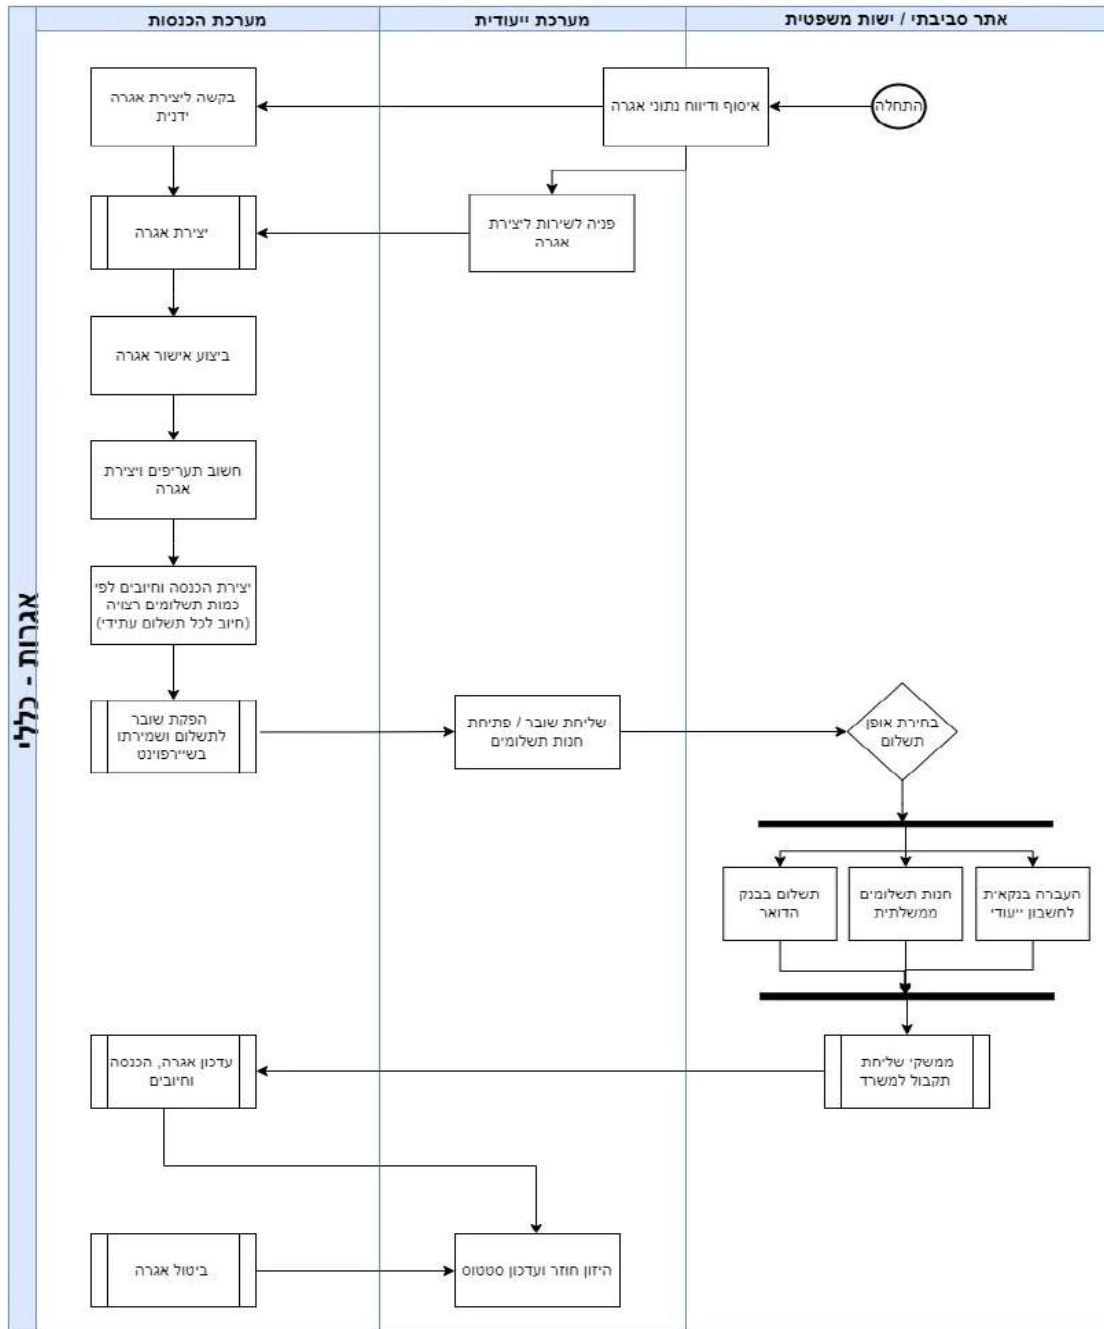 אתר סביבתי / ישות משפטית
מערכת ייעודית
מערכת הכנסות
אגרות - כללי
התחלה
איסוף ודיווח נתוני אגרה
בקשה ליצירת אגרה
ידנית
פניה לשירות ליצירת
אגרה
יצירת אגרה
ביצוע אישור אגרה
חשוב תעריפים ויצירת
אגרה
יצירת הכנסה וחיובים לפי
כמות תשלומים רצויה
(חיוב לכל תשלום עתידי)
הפקת שובר
לתשלום ושמירתו
בשיירפוינט
שליחת שובר / פתיחת
חנות תשלומים
בחירת אופן
תשלום
העברה בנקאית
לחשבון ייעודי
חנות תשלומים
ממשלתית
תשלום בבנק
הדואר
ממשקי שליחת
תקבול למשרד
עדכון אגרה, הכנסה
וחיובים
היזון חוזר ועדכון סטטוס
ביטול אגרה